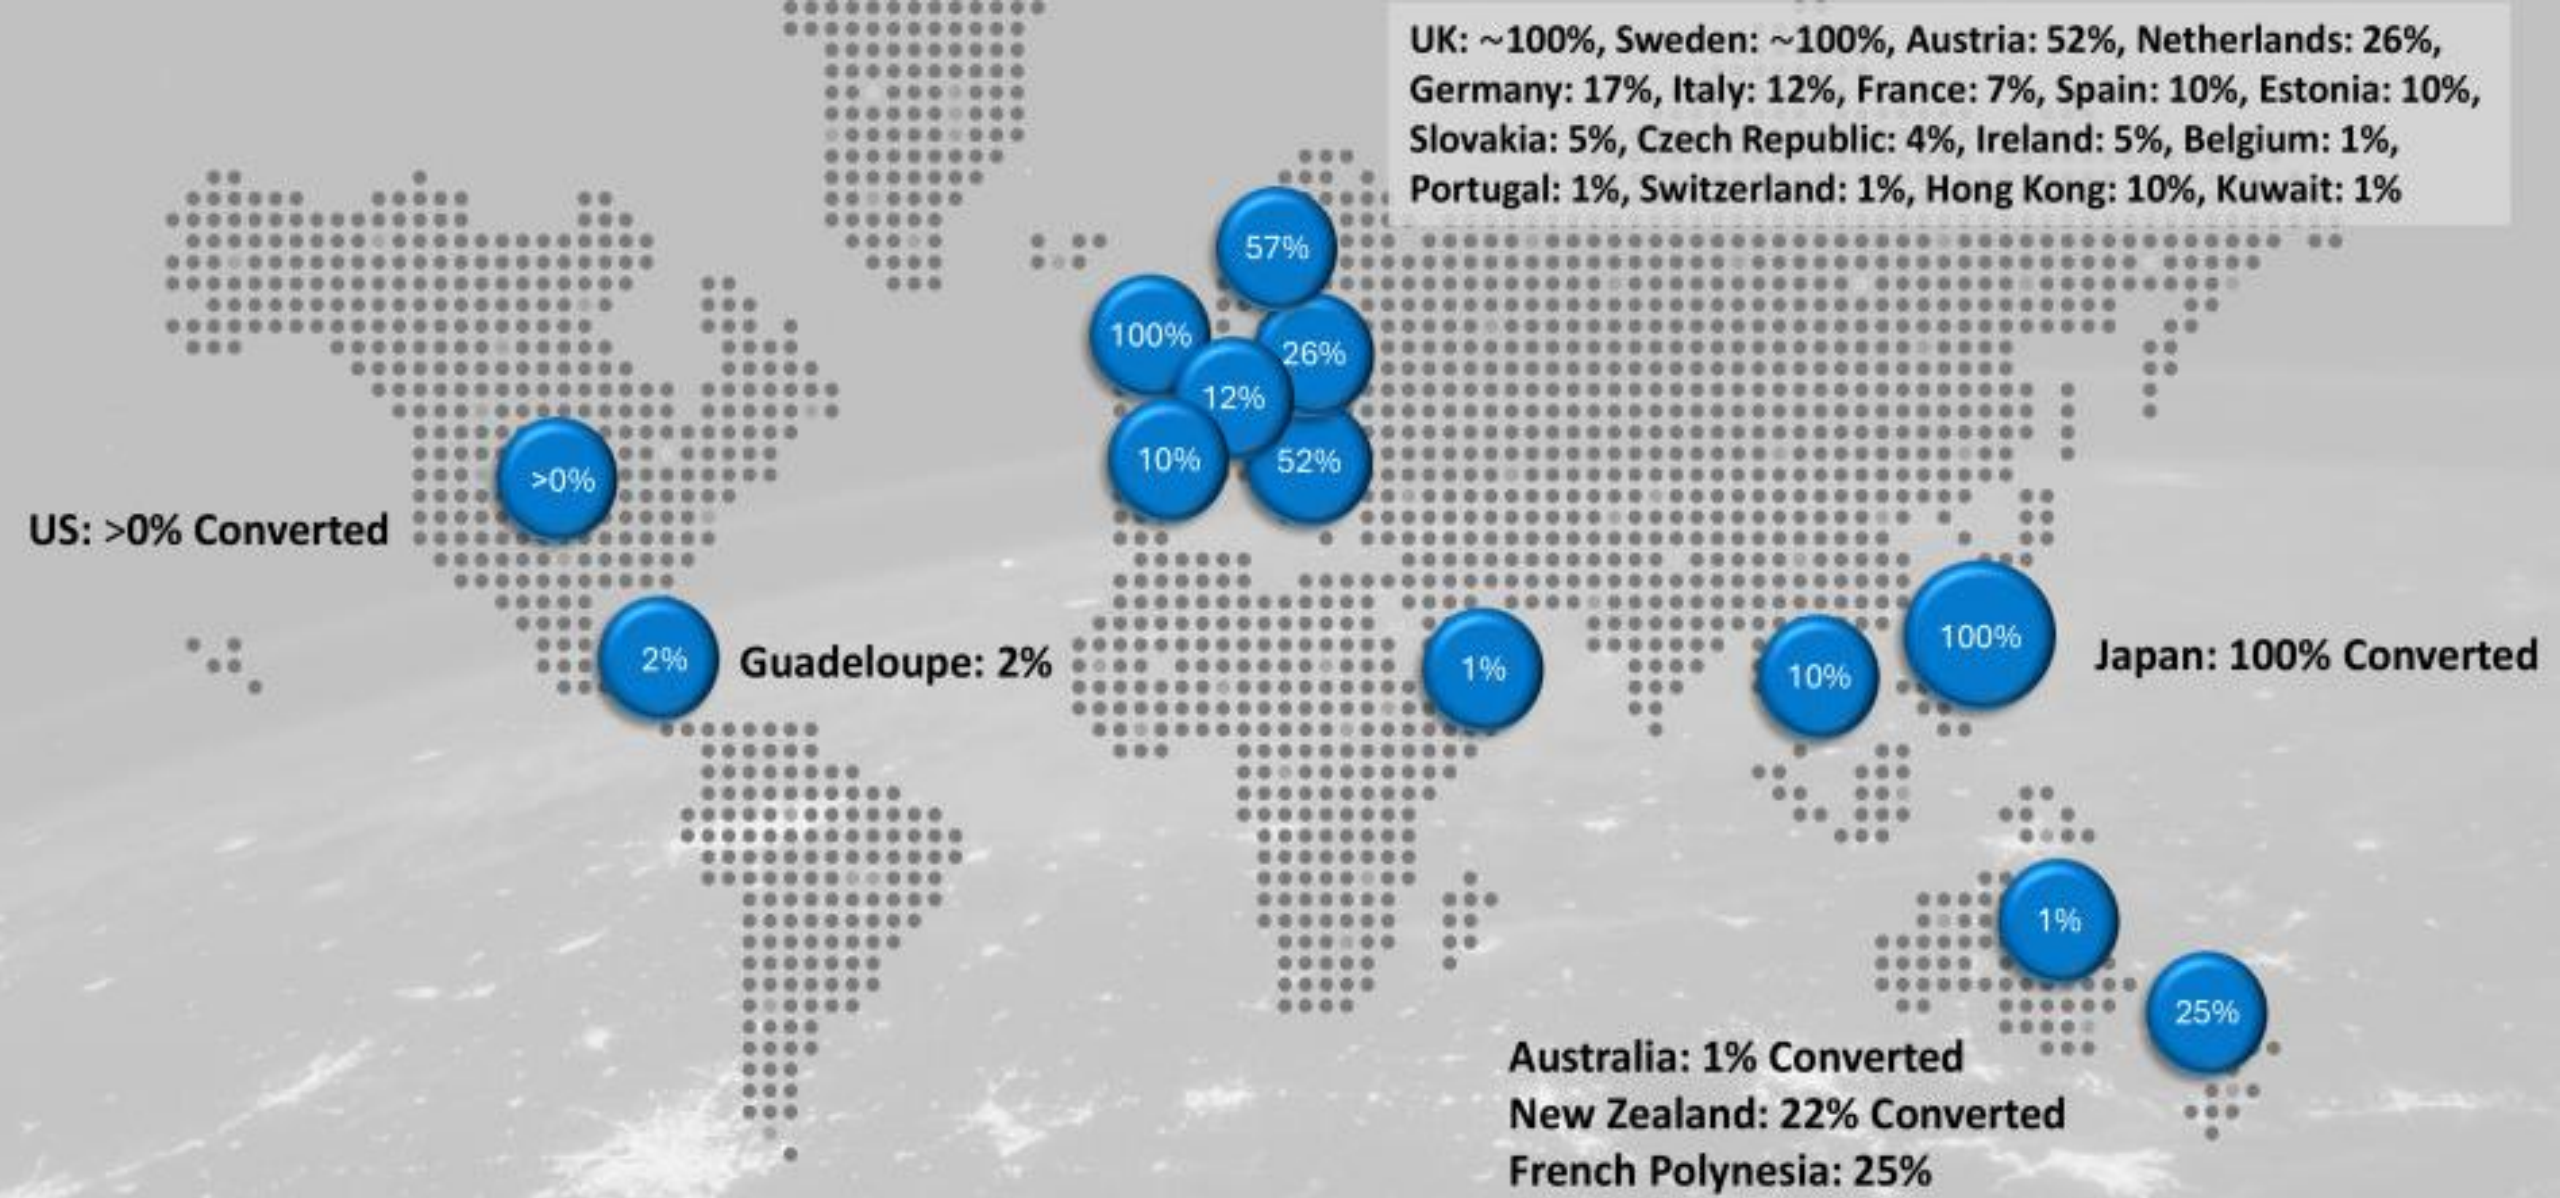 UK: ~100%, Sweden: ~100%, Austria: 52%, Netherlands: 26%,
Germany: 17%, Italy: 12%, France: 7%, Spain: 10%, Estonia: 10%,
Slovakia: 5%, Czech Republic: 4%, Ireland: 5%, Belgium: 1%,
Portugal: 1%, Switzerland: 1%, Hong Kong: 10%, Kuwait: 1%
57%
100%
26%
12%
10%
52%
>0%
US: >0% Converted
2%
Guadeloupe: 2%
1%
10%
100%
Japan: 100% Converted
1%
25%
Australia: 1% Converted
New Zealand: 22% Converted
French Polynesia: 25%